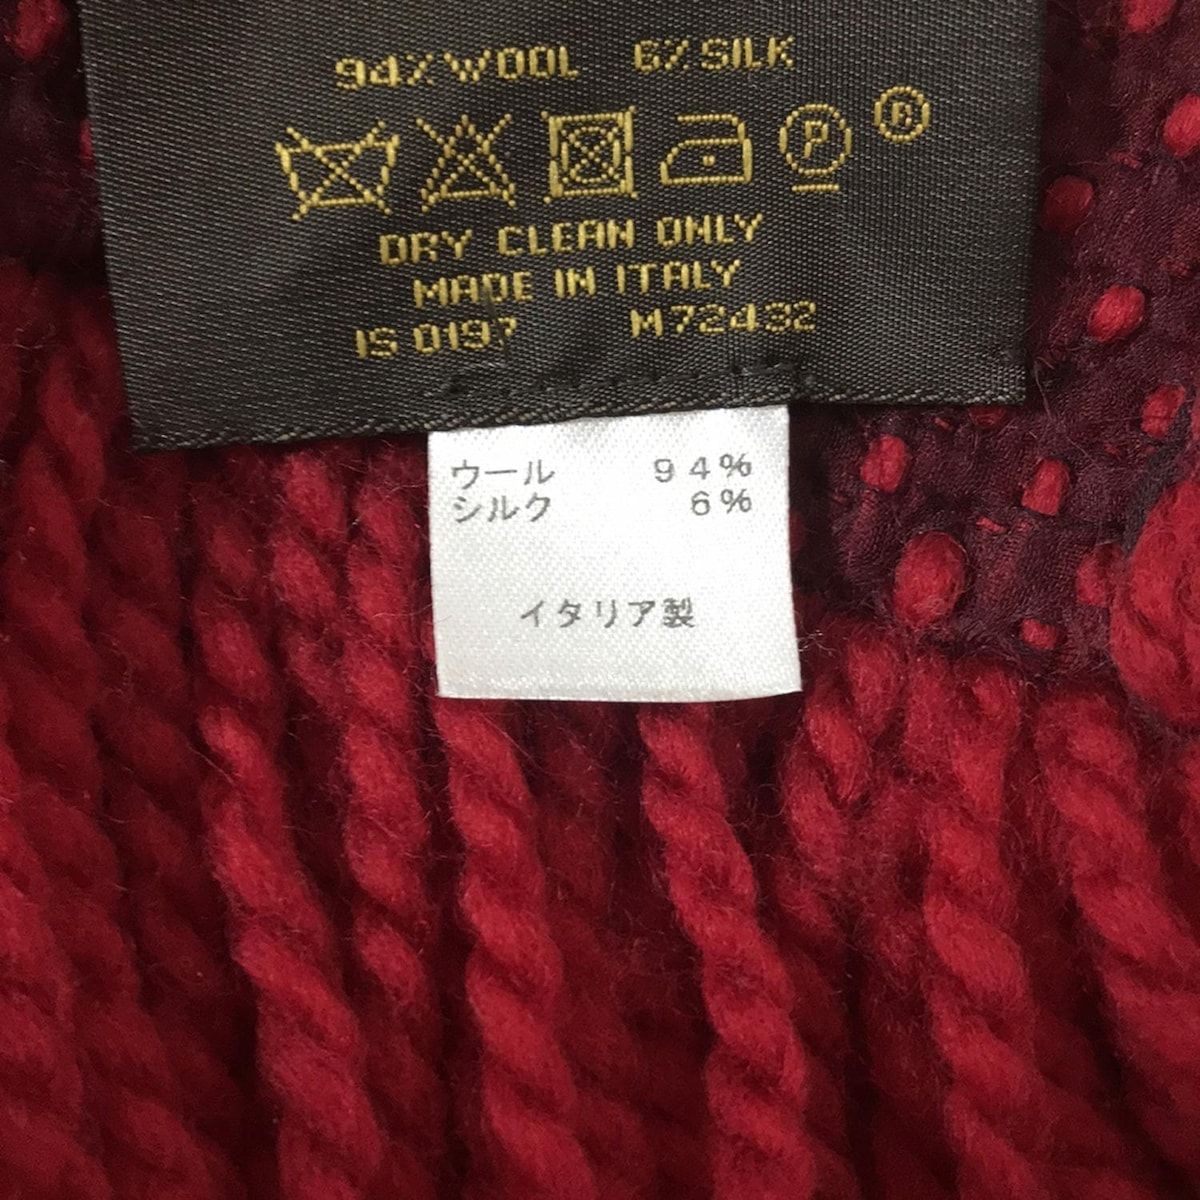 94% WOOL 6% SILK
P ®
DRY CLEAN ONLY
MADE IN ITALY
IS 0197 M72432
ウール 94%
シルク 6%
イタリア製